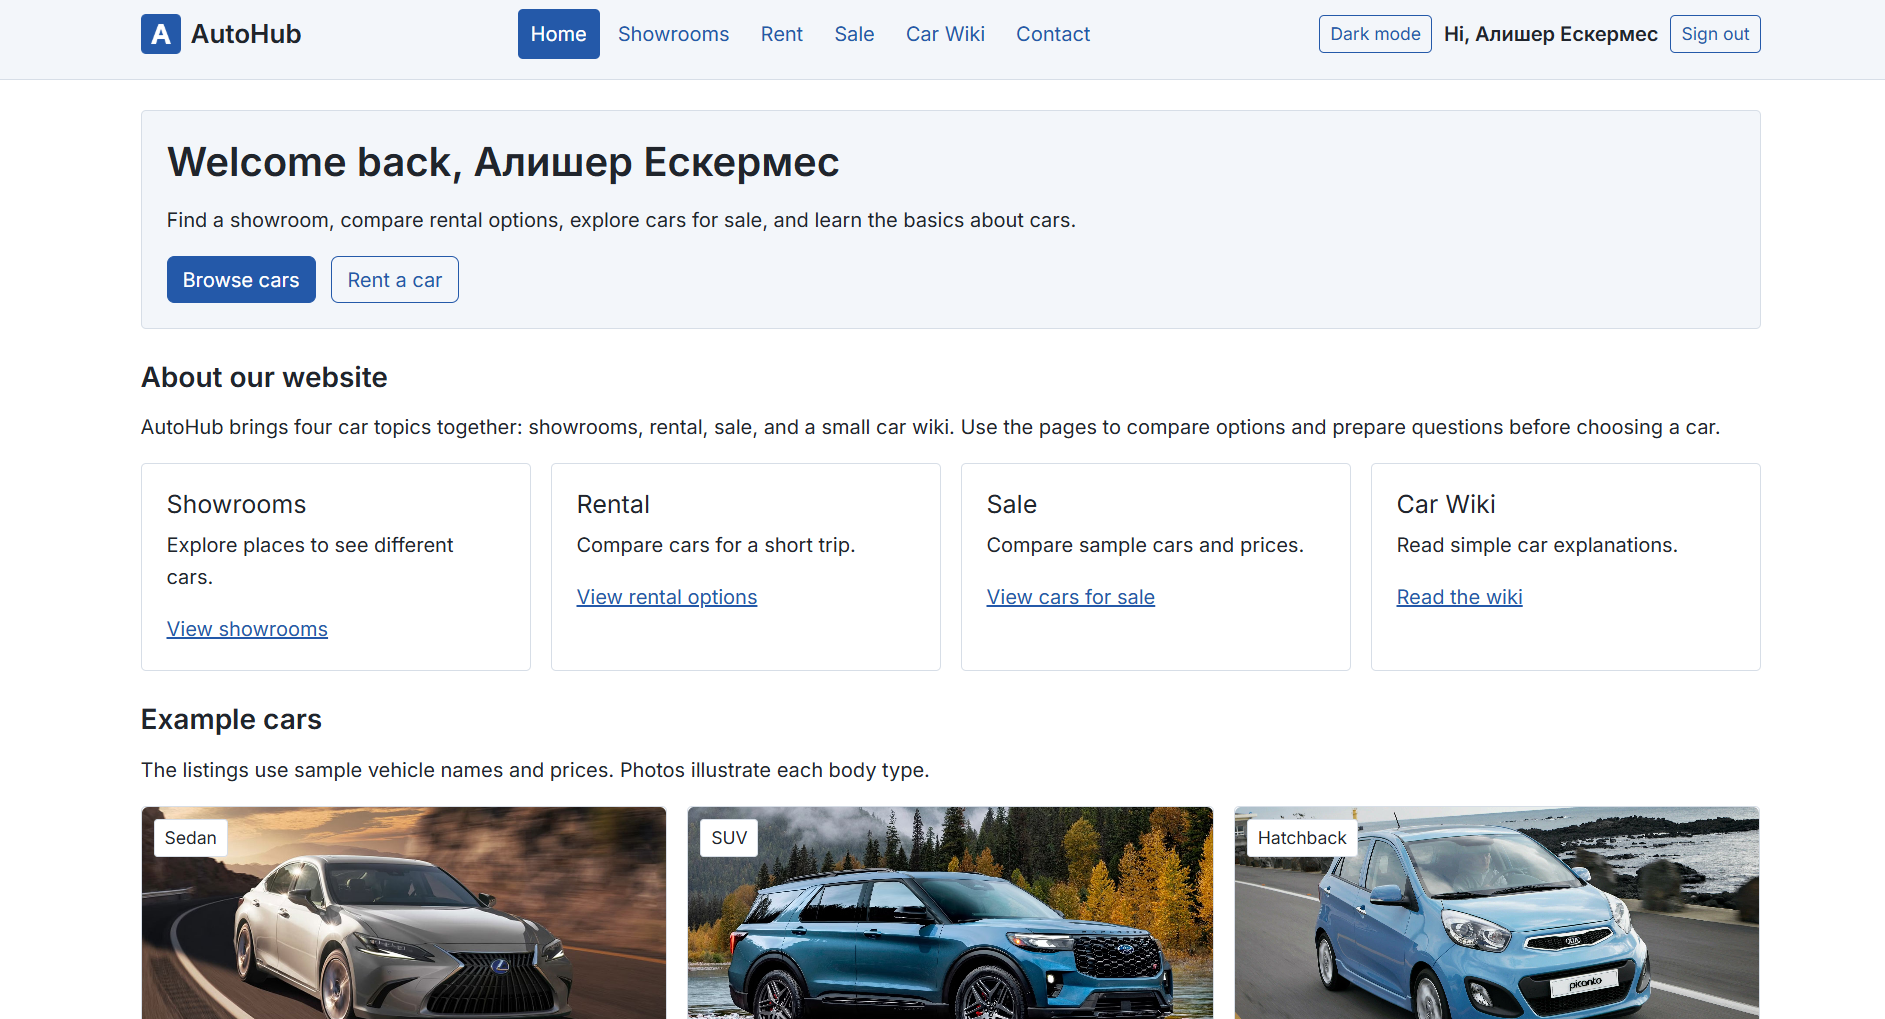 A AutoHub
Home Showrooms Rent Sale Car Wiki Contact
Dark mode Hi, Алишер Ескермес Sign out
Welcome back, Алишер Ескермес
Find a showroom, compare rental options, explore cars for sale, and learn the basics about cars.
Browse cars Rent a car
About our website
AutoHub brings four car topics together: showrooms, rental, sale, and a small car wiki. Use the pages to compare options and prepare questions before choosing a car.
Showrooms
Explore places to see different
cars.
View showrooms
Rental
Compare cars for a short trip.
View rental options
Sale
Compare sample cars and prices.
View cars for sale
Car Wiki
Read simple car explanations.
Read the wiki
Example cars
The listings use sample vehicle names and prices. Photos illustrate each body type.
Sedan
SUV
Hatchback
picanto